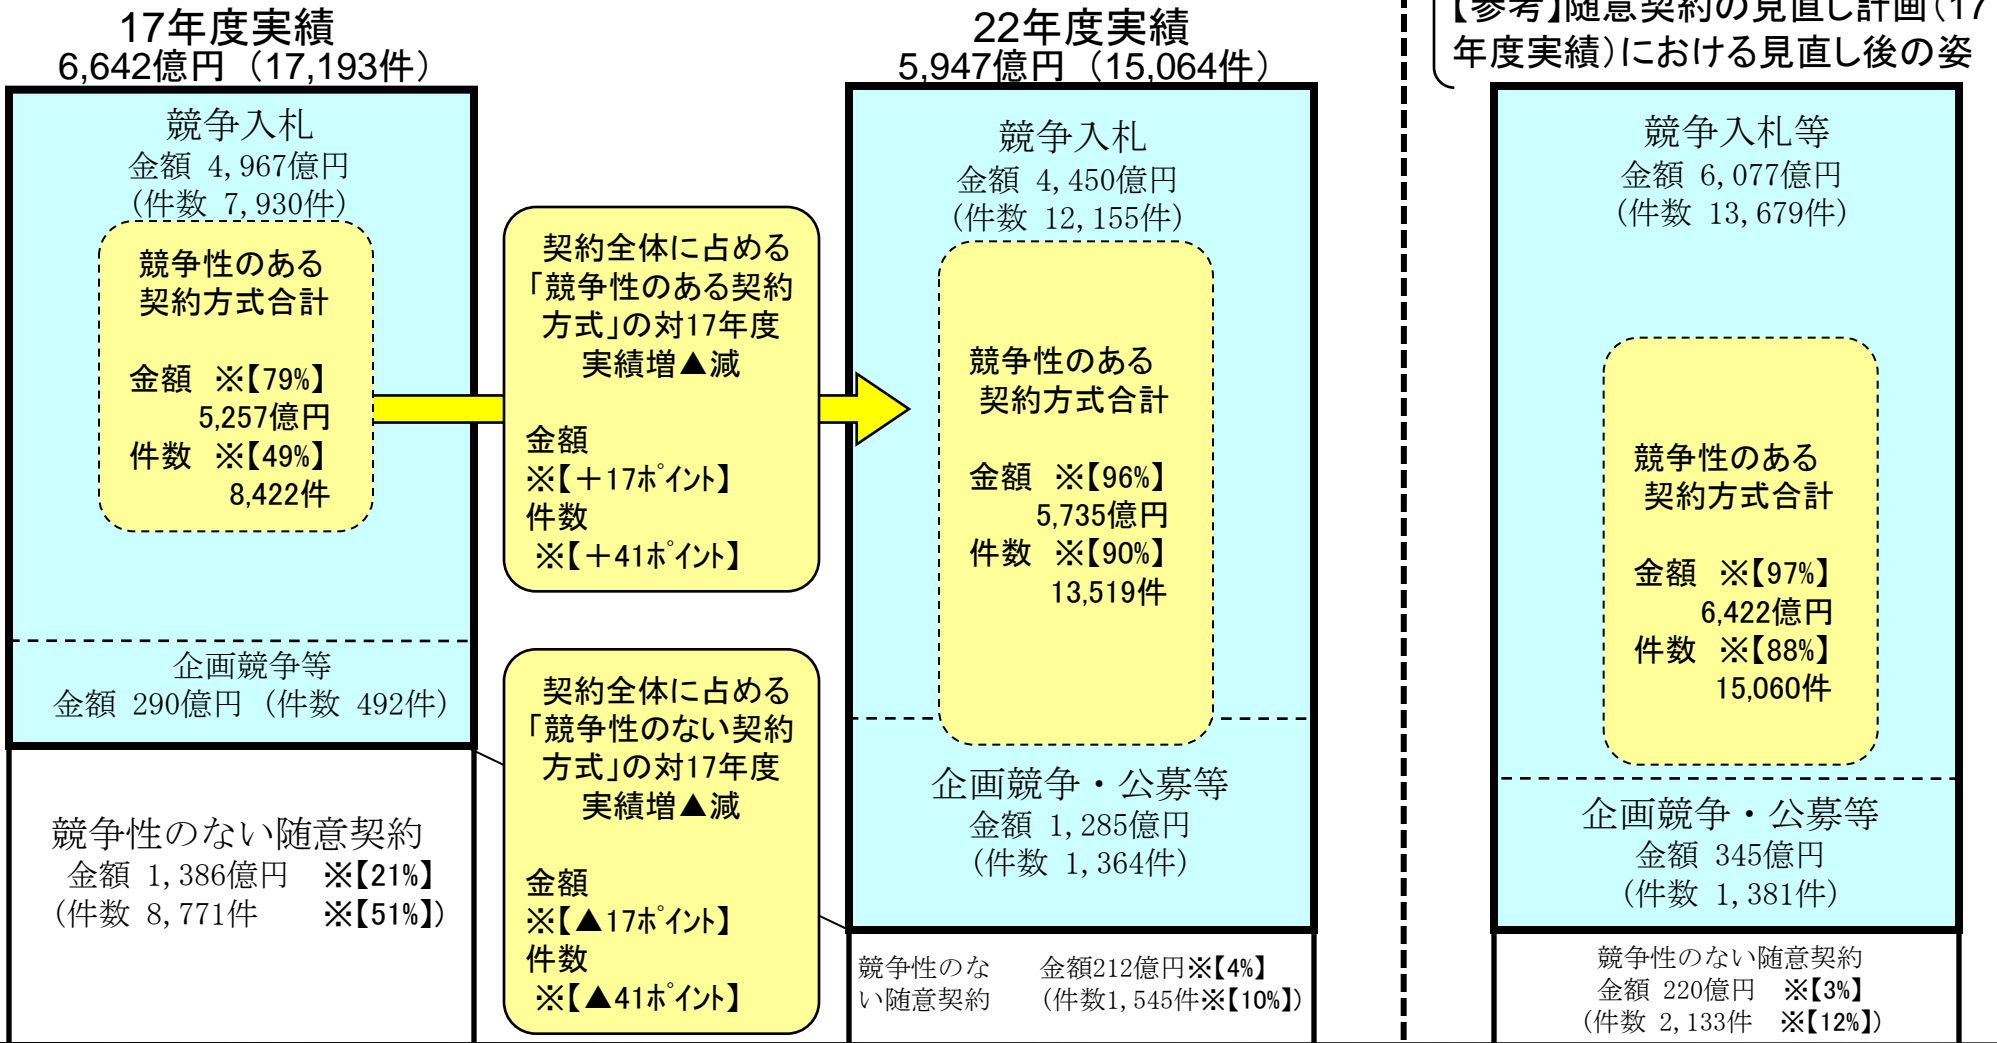 17年度実績
6,642億円（17,193件）
競争入札
金額 4,967億円
(件数 7,930件)
競争性のある
契約方式合計
金額 ※【79%】
5,257億円
件数 ※【49%】
8,422件
企画競争等
金額 290億円 (件数 492件)
競争性のない随意契約
金額 1,386億円 ※【21%】
(件数 8,771件 ※【51%】)
契約全体に占める
「競争性のある契約
方式」の対17年度
実績増▲減
金額
※【＋17ﾎﾟｲﾝﾄ】
件数
※【＋41ﾎﾟｲﾝﾄ】
契約全体に占める
「競争性のない契約
方式」の対17年度
実績増▲減
金額
※【▲17ﾎﾟｲﾝﾄ】
件数
※【▲41ﾎﾟｲﾝﾄ】
22年度実績
5,947億円（15,064件）
競争入札
金額 4,450億円
(件数 12,155件)
競争性のある
契約方式合計
金額 ※【96%】
5,735億円
件数 ※【90%】
13,519件
企画競争・公募等
金額 1,285億円
(件数 1,364件)
競争性のな 金額212億円※【4%】
い随意契約 (件数1,545件※【10%】)
【参考】随意契約の見直し計画（17
年度実績）における見直し後の姿
競争入札等
金額 6,077億円
(件数 13,679件)
競争性のある
契約方式合計
金額 ※【97%】
6,422億円
件数 ※【88%】
15,060件
企画競争・公募等
金額 345億円
(件数 1,381件)
競争性のない随意契約
金額 220億円 ※【3%】
(件数 2,133件 ※【12%】)